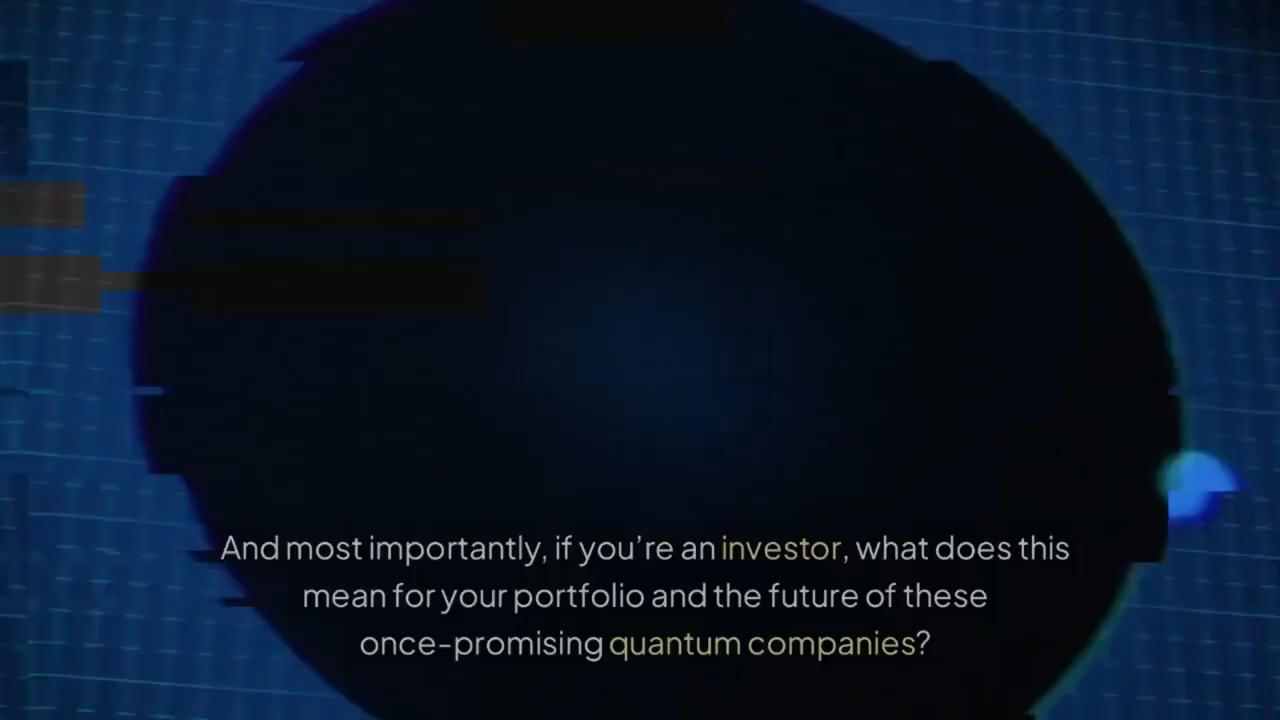 And most importantly, if you're an investor, what does this
mean for your portfolio and the future of these
once-promising quantum companies?